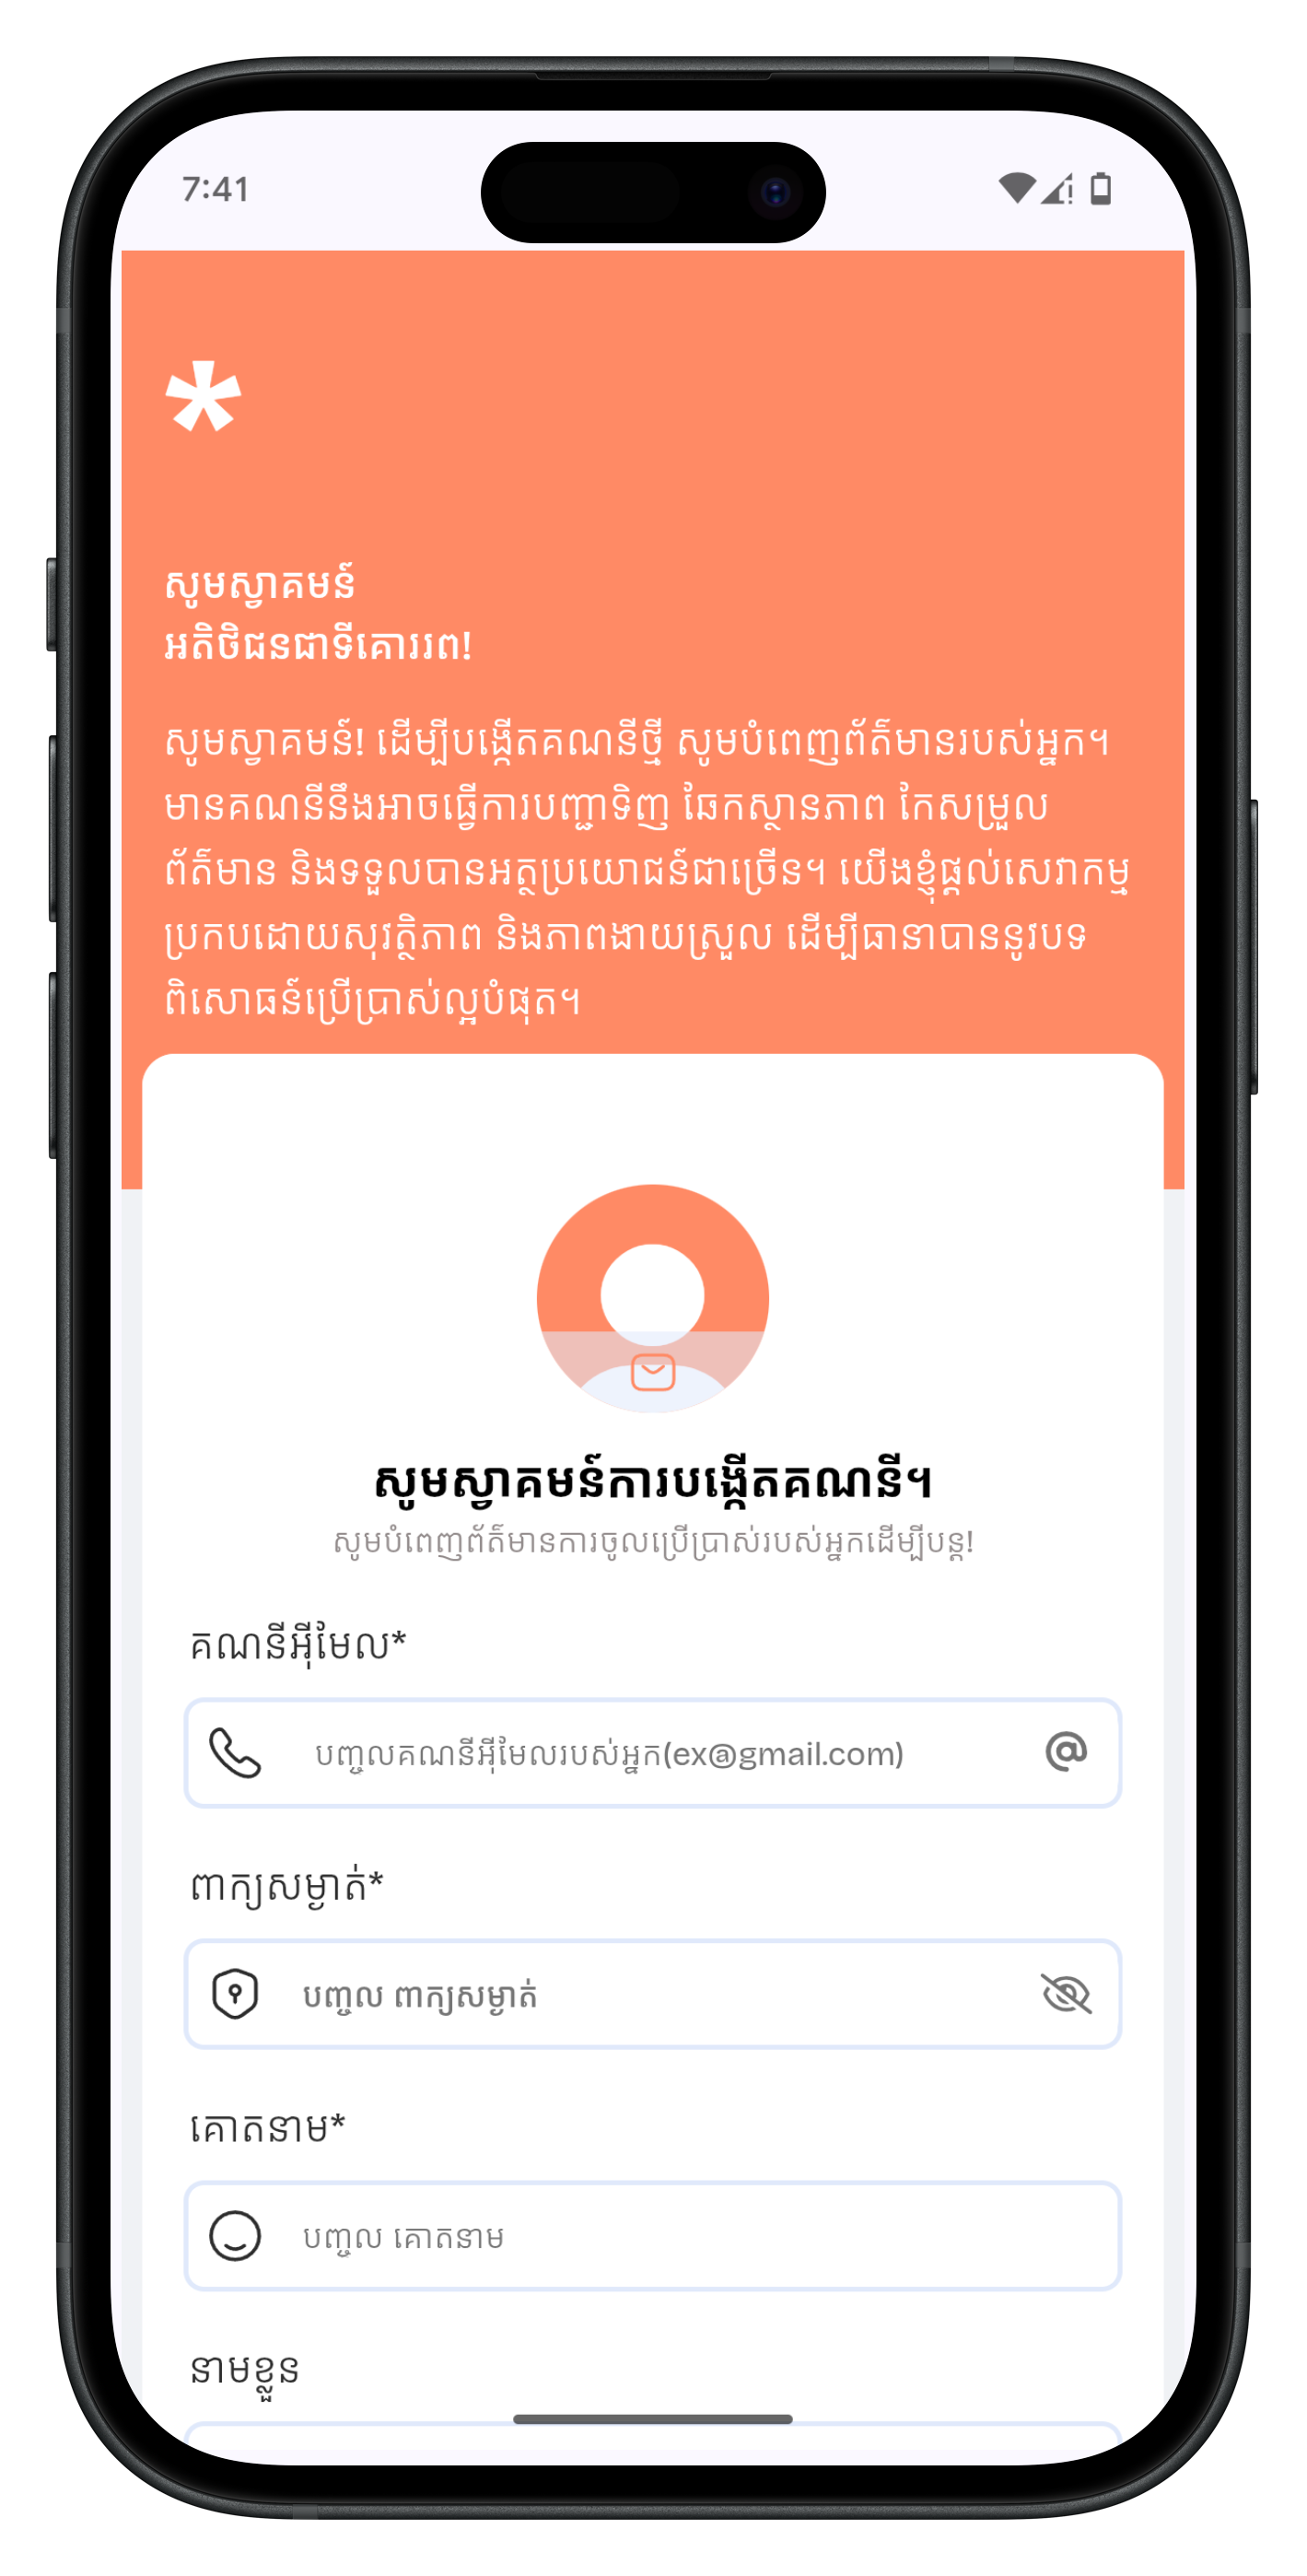 7:41
*
សូមស្វាគមន៍
អតិថិជនជាទីគោររព!
សូមស្វាគមន៍! ដើម្បីបង្កើតគណនីថ្មី សូមបំពេញព័ត៌មានរបស់អ្នក។
មានគណនីនឹងអាចធ្វើការបញ្ជាទិញ ឆែកស្ថានភាព កែសម្រួល
ព័ត៌មាន និងទទួលបានអត្ថប្រយោជន៍ជាច្រើន។ យើងខ្ញុំផ្តល់សេវាកម្ម
ប្រកបដោយសុវត្ថិភាព និងភាពងាយស្រួល ដើម្បីធានាបាននូវបទ
ពិសោធន៍ប្រើប្រាស់ល្អបំផុត។
សូមស្វាគមន៍ការបង្កើតគណនី។
សូមបំពេញព័ត៌មានការចូលប្រើប្រាស់របស់អ្នកដើម្បីបន្ត!
គណនីអ៊ីមែល*
បញ្ចូលគណនីអ៊ីមែលរបស់អ្នក(ex@gmail.com) @
ពាក្យសម្ងាត់*
បញ្ចូល ពាក្យសម្ងាត់
គោតនាម*
បញ្ចូល គោតនាម
នាមខ្លួន